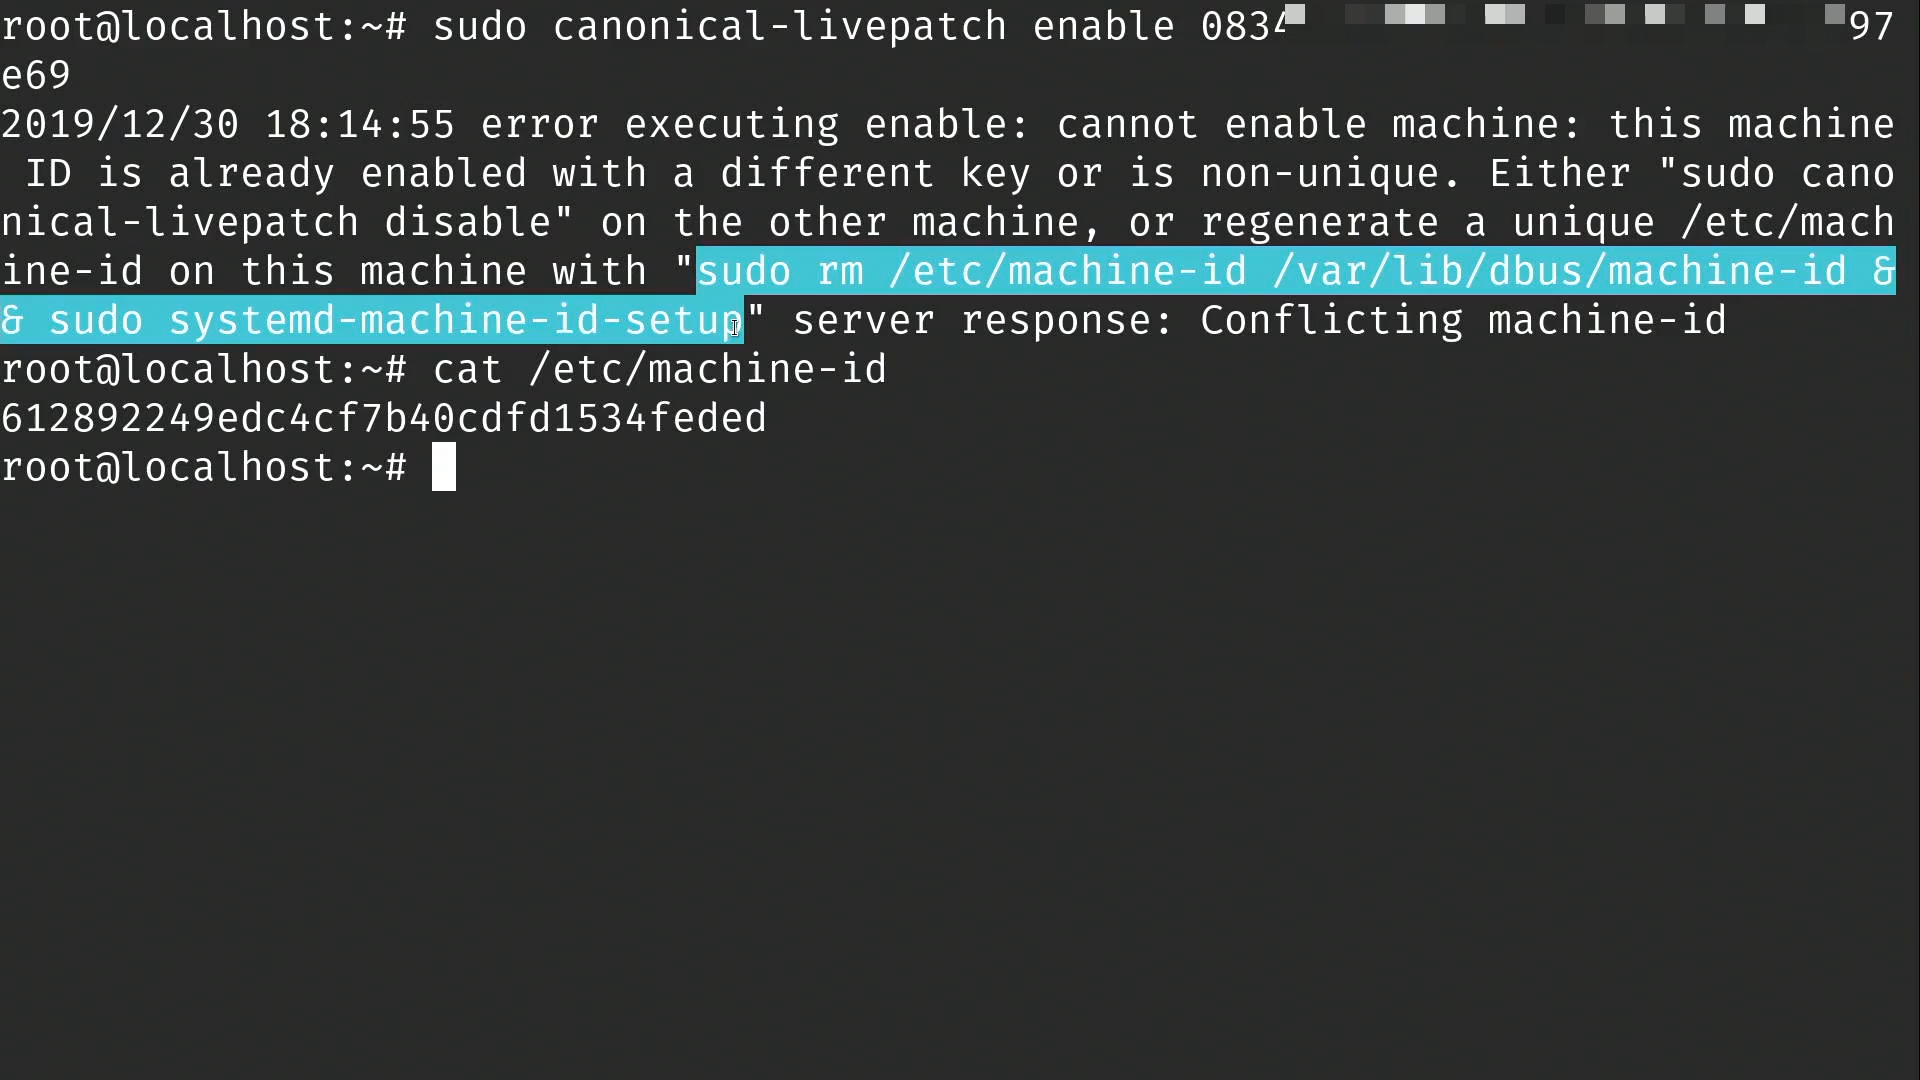 root@localhost:~# sudo canonical-livepatch enable 0834 97
e69
2019/12/30 18:14:55 error executing enable: cannot enable machine: this machine
 ID is already enabled with a different key or is non-unique. Either "sudo cano
nical-livepatch disable" on the other machine, or regenerate a unique /etc/mach
ine-id on this machine with "sudo rm /etc/machine-id /var/lib/dbus/machine-id &
& sudo systemd-machine-id-setup" server response: Conflicting machine-id
root@localhost:~# cat /etc/machine-id
612892249edc4cf7b40cdfd1534feded
root@localhost:~#